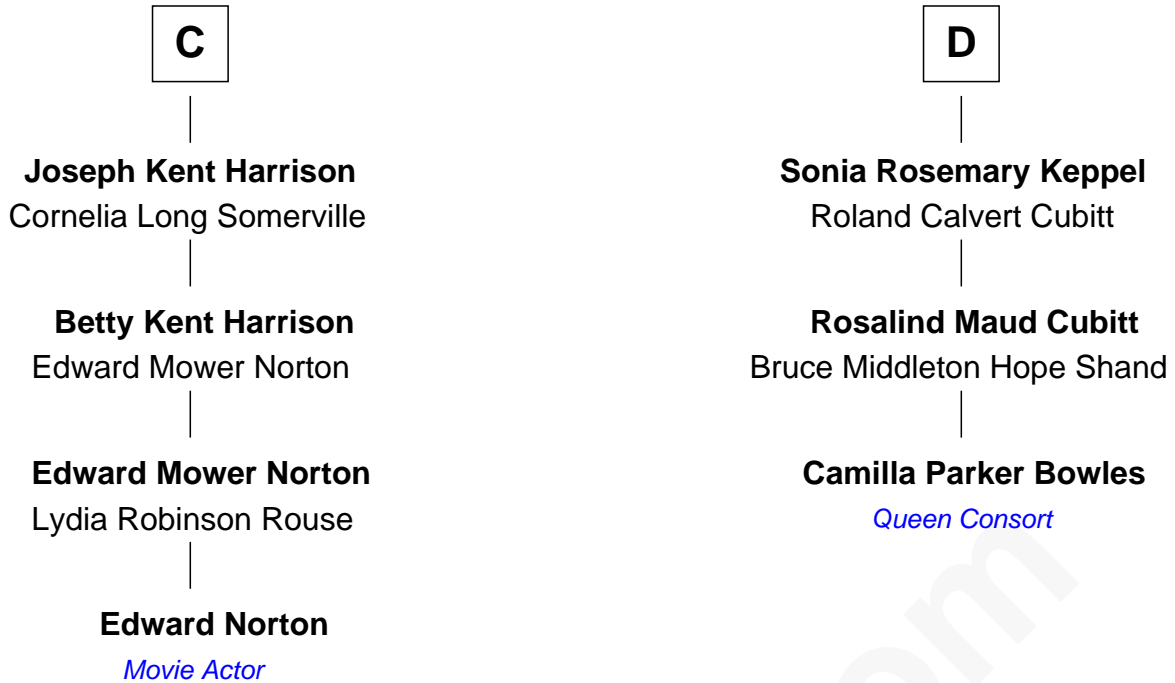 C
Joseph Kent Harrison
Cornelia Long Somerville
Betty Kent Harrison
Edward Mower Norton
Edward Mower Norton
Lydia Robinson Rouse
Edward Norton
Movie Actor
D
Sonia Rosemary Keppel
Roland Calvert Cubitt
Rosalind Maud Cubitt
Bruce Middleton Hope Shand
Camilla Parker Bowles
Queen Consort
om